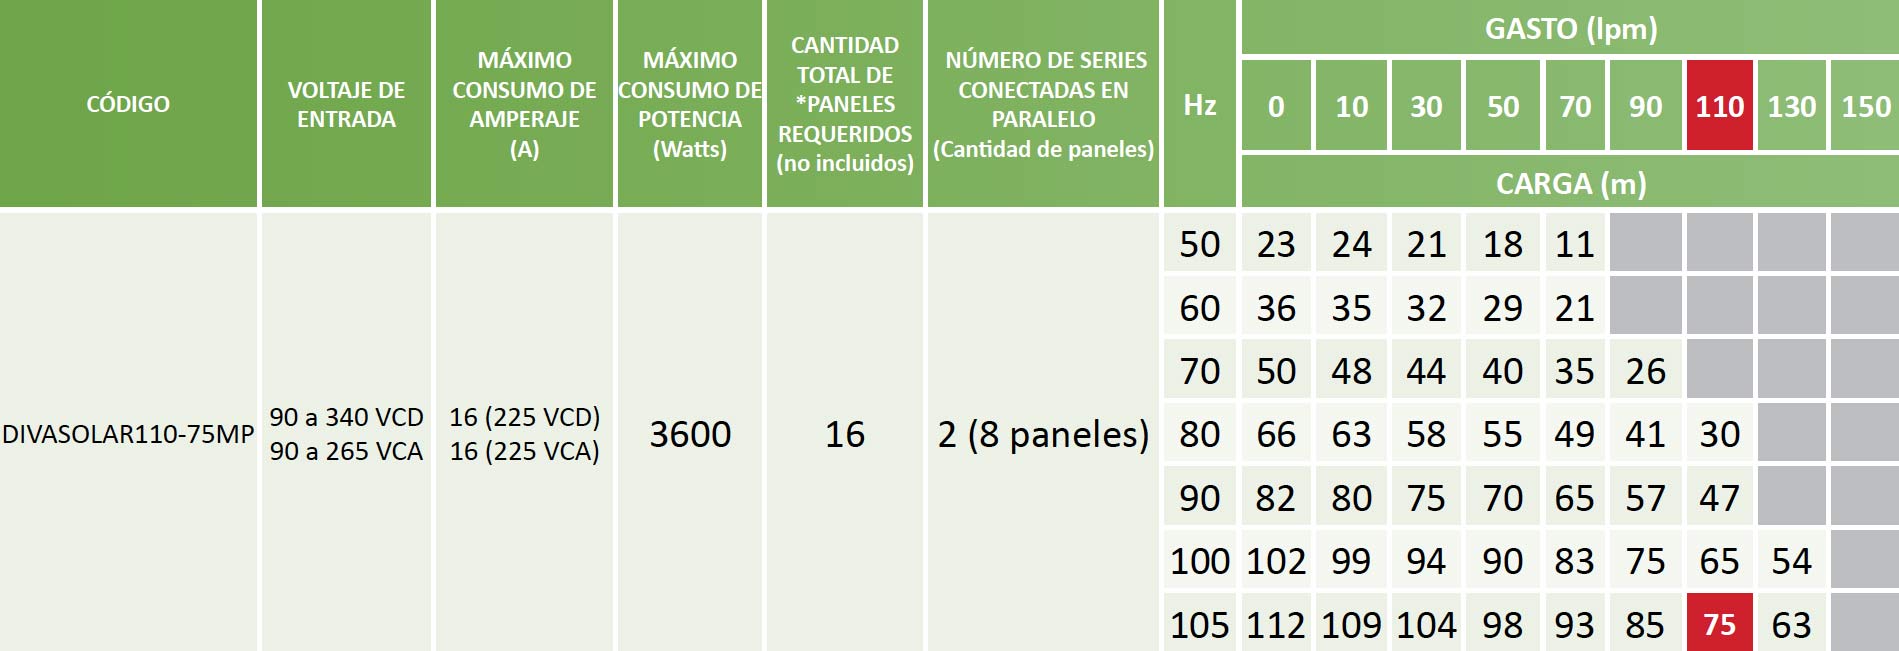 CÓDIGO
VOLTAJE DE
ENTRADA
MÁXIMO
CONSUMO DE
AMPERAJE
(A)
MÁXIMO
CONSUMO DE
POTENCIA
(Watts)
CANTIDAD
TOTAL DE
*PANELES
REQUERIDOS
(no incluidos)
NÚMERO DE SERIES
CONECTADAS EN
PARALELO
(Cantidad de paneles)
Hz
GASTO (lpm)
0 10 30 50 70 90 110 130 150
CARGA (m)
DIVASOLAR110-75MP
90 a 340 VCD
90 a 265 VCA
16 (225 VCD)
16 (225 VCA)
3600
16
2 (8 paneles)
50 23 24 21 18 11
60 36 35 32 29 21
70 50 48 44 40 35 26
80 66 63 58 55 49 41 30
90 82 80 75 70 65 57 47
100 102 99 94 90 83 75 65 54
105 112 109 104 98 93 85 75 63